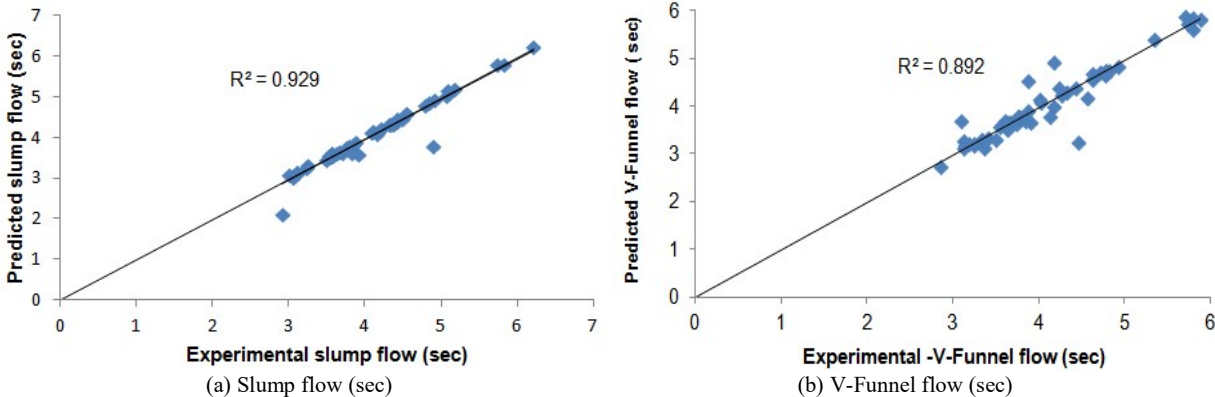 Predicted slump flow (sec)
7
6
5
4
3
2
1
0
R² = 0.929
0 1 2 3 4 5 6 7
Experimental slump flow (sec)
(a) Slump flow (sec)
Predicted V-Funnel flow ( sec)
6
5
4
3
2
1
0
R² = 0.892
0 1 2 3 4 5 6
Experimental -V-Funnel flow (sec)
(b) V-Funnel flow (sec)